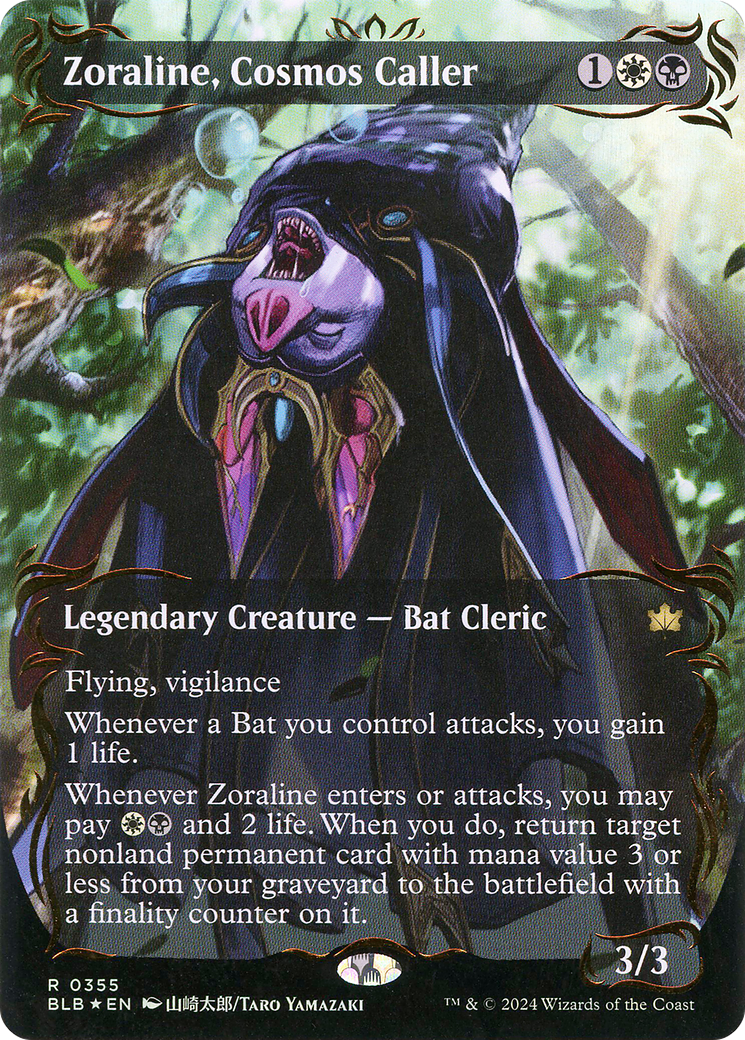 Zoraline, Cosmos Caller 1
Legendary Creature — Bat Cleric
Flying, vigilance
Whenever a Bat you control attacks, you gain
1 life.
Whenever Zoraline enters or attacks, you may
pay and 2 life. When you do, return target
nonland permanent card with mana value 3 or
less from your graveyard to the battlefield with
a finality counter on it.
3/3
R 0355
BLB ★ EN 山崎太郎/Taro Yamazaki
™ & © 2024 Wizards of the Coast